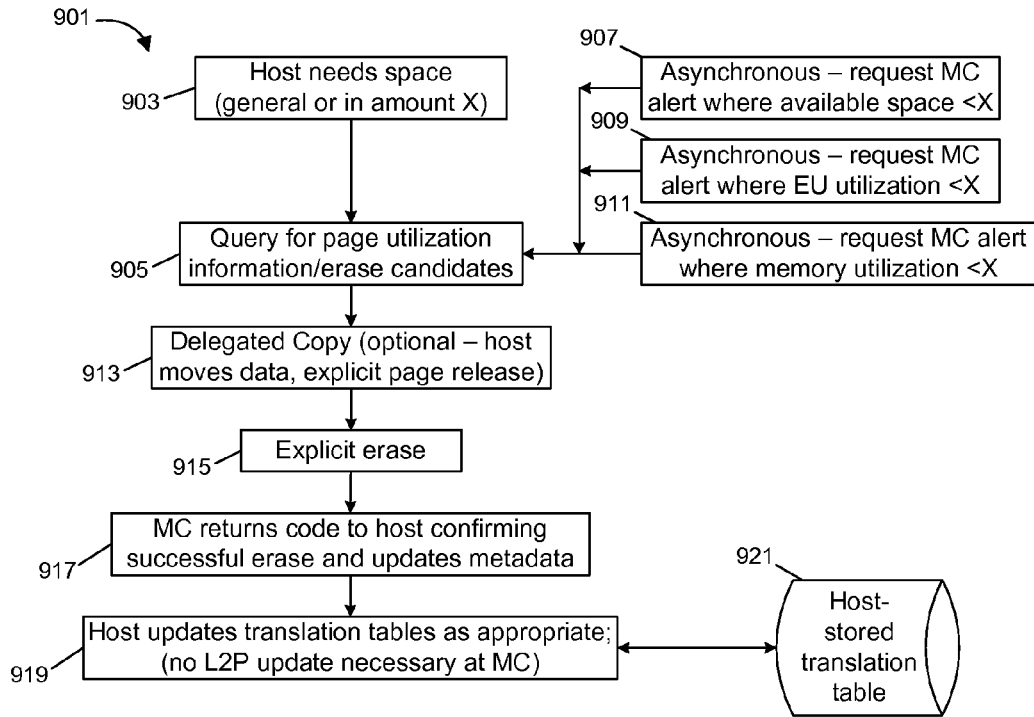 901
903
Host needs space
(general or in amount X)
907
Asynchronous – request MC
alert where available space <X
909
Asynchronous – request MC
alert where EU utilization <X
911
Asynchronous – request MC alert
where memory utilization <X
905
Query for page utilization
information/erase candidates
913
Delegated Copy (optional – host
moves data, explicit page release)
915
Explicit erase
917
MC returns code to host confirming
successful erase and updates metadata
919
Host updates translation tables as appropriate;
(no L2P update necessary at MC)
921
Host-
stored
translation
table